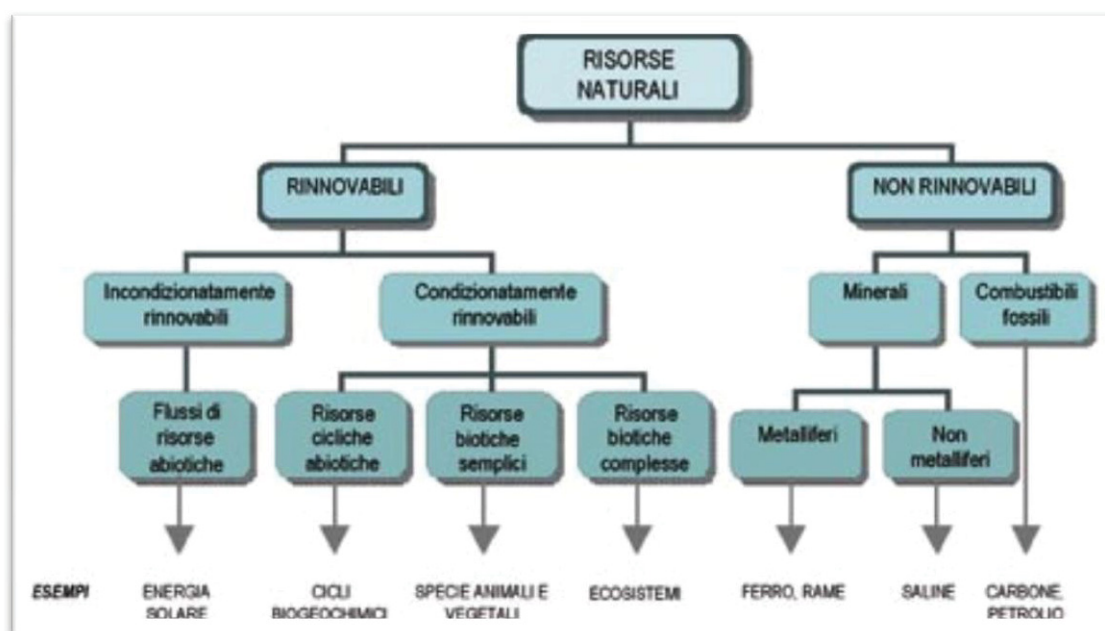 RISORSE
NATURALI
RINNOVABILI
NON RINNOVABILI
Incondizionatamente
rinnovabili
Condizionatamente
rinnovabili
Minerali
Combustibili
fossili
Flussi di
risorse
abiotiche
Risorse
cicliche
abiotiche
Risorse
biotiche
semplici
Risorse
biotiche
complesse
Metalliferi
Non
metalliferi
ESEMPI
ENERGIA
SOLARE
CICLI
BIOGEOCHIMICI
SPECIE ANIMALI E
VEGETALI
ECOSISTEMI
FERRO, RAME
SALINE
CARBONE,
PETROLIO